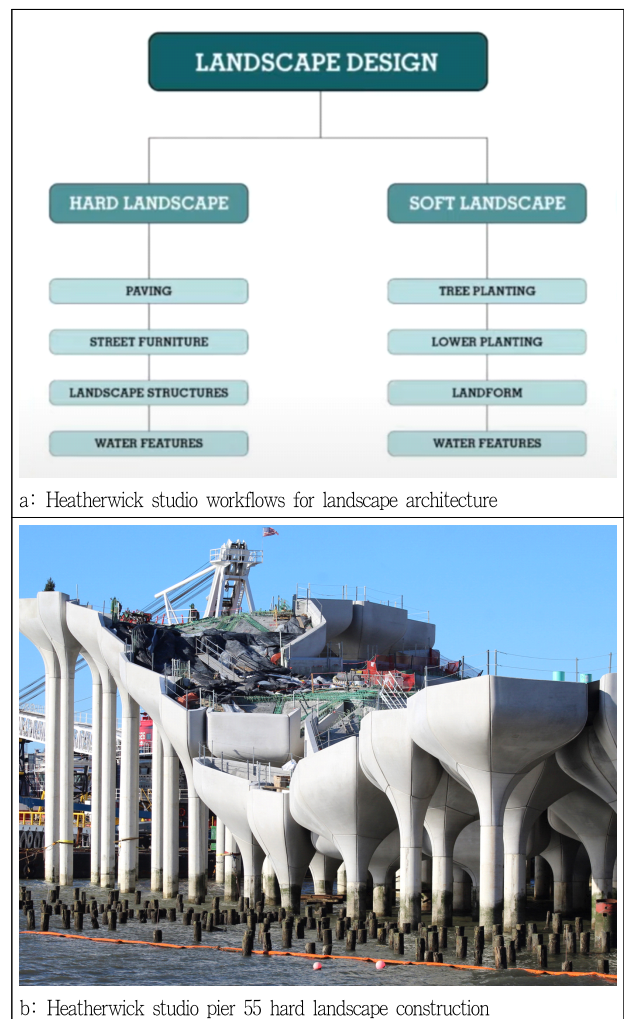 LANDSCAPE DESIGN
HARD LANDSCAPE
SOFT LANDSCAPE
PAVING
TREE PLANTING
STREET FURNITURE
LOWER PLANTING
LANDSCAPE STRUCTURES
LANDFORM
WATER FEATURES
WATER FEATURES
a: Heatherwick studio workflows for landscape architecture
b: Heatherwick studio pier 55 hard landscape construction